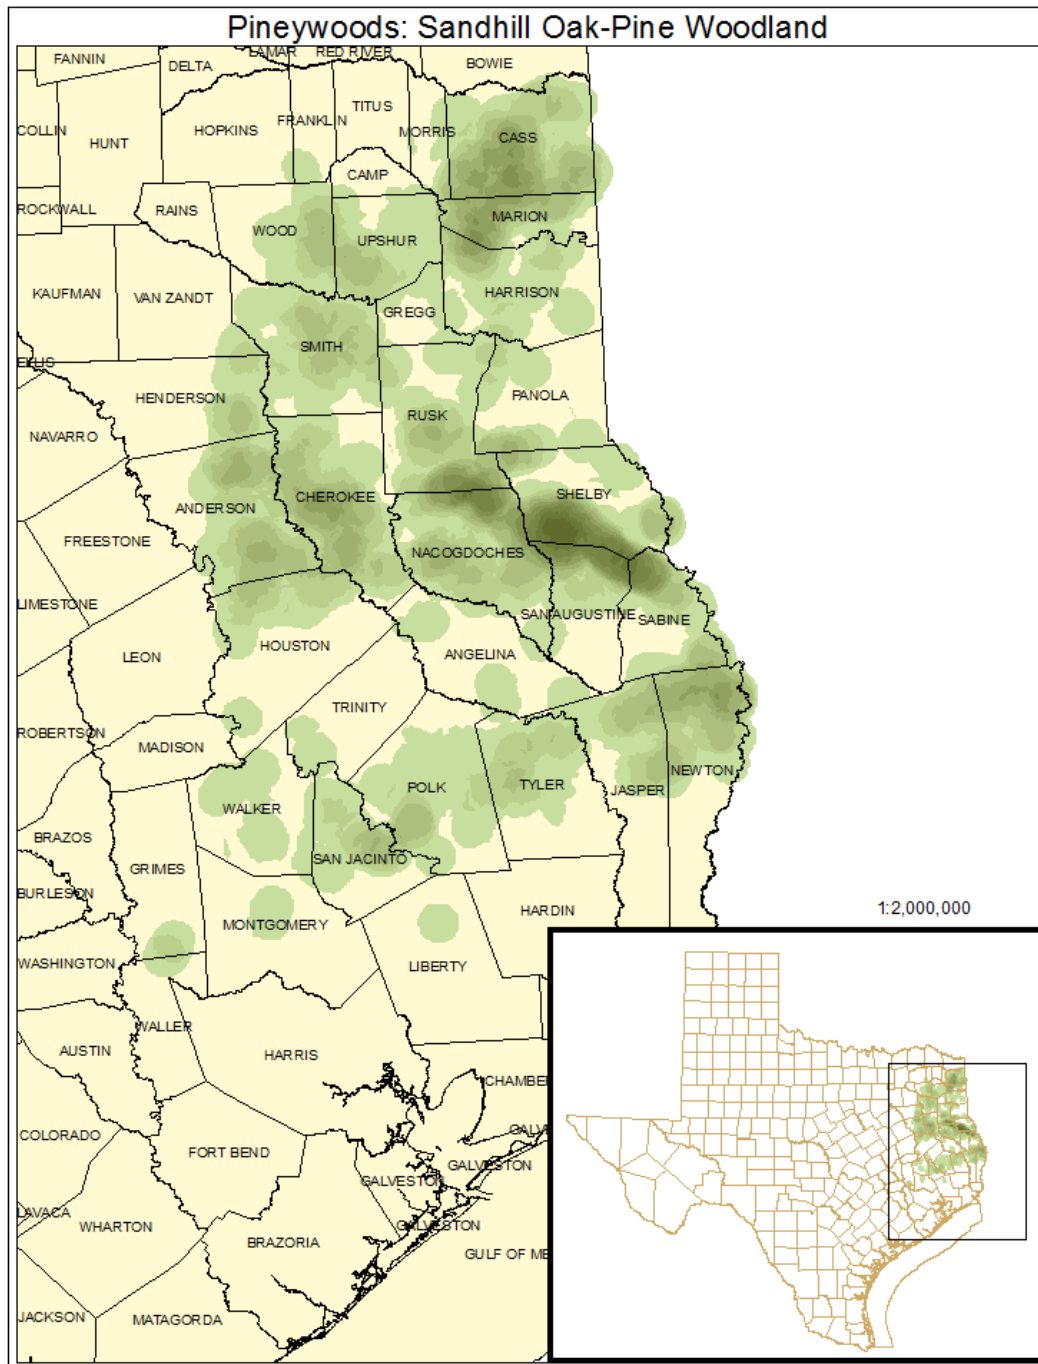 Pineywoods: Sandhill Oak-Pine Woodland
FANNIN
LAMAR
RED RIVER
BOWIE
DELTA
TITUS
COLLIN
HUNT
HOPKINS
FRANKLIN
MORRIS
CASS
CAMP
ROCKWALL
RAINS
WOOD
UPSHUR
MARION
KAUFMAN
VAN ZANDT
GREGG
HARRISON
SMITH
ELLIS
HENDERSON
RUSK
PANOLA
NAVARRO
ANDERSON
CHEROKEE
SHELBY
FREESTONE
NACOGDOCHES
LIMESTONE
SAN AUGUSTINE
SABINE
LEON
HOUSTON
ANGELINA
TRINITY
ROBERTSON
MADISON
POLK
TYLER
JASPER
NEWTON
WALKER
BRAZOS
GRIMES
SAN JACINTO
BURLESON
MONTGOMERY
HARDIN
1:2,000,000
WASHINGTON
LIBERTY
WALLER
AUSTIN
HARRIS
CHAMBE
COLORADO
GALV
FORT BEND
GALVESTON
GALVESTON
LAVACA
WHARTON
GALVESTON
BRAZORIA
GULF OF ME
JACKSON
MATAGORDA